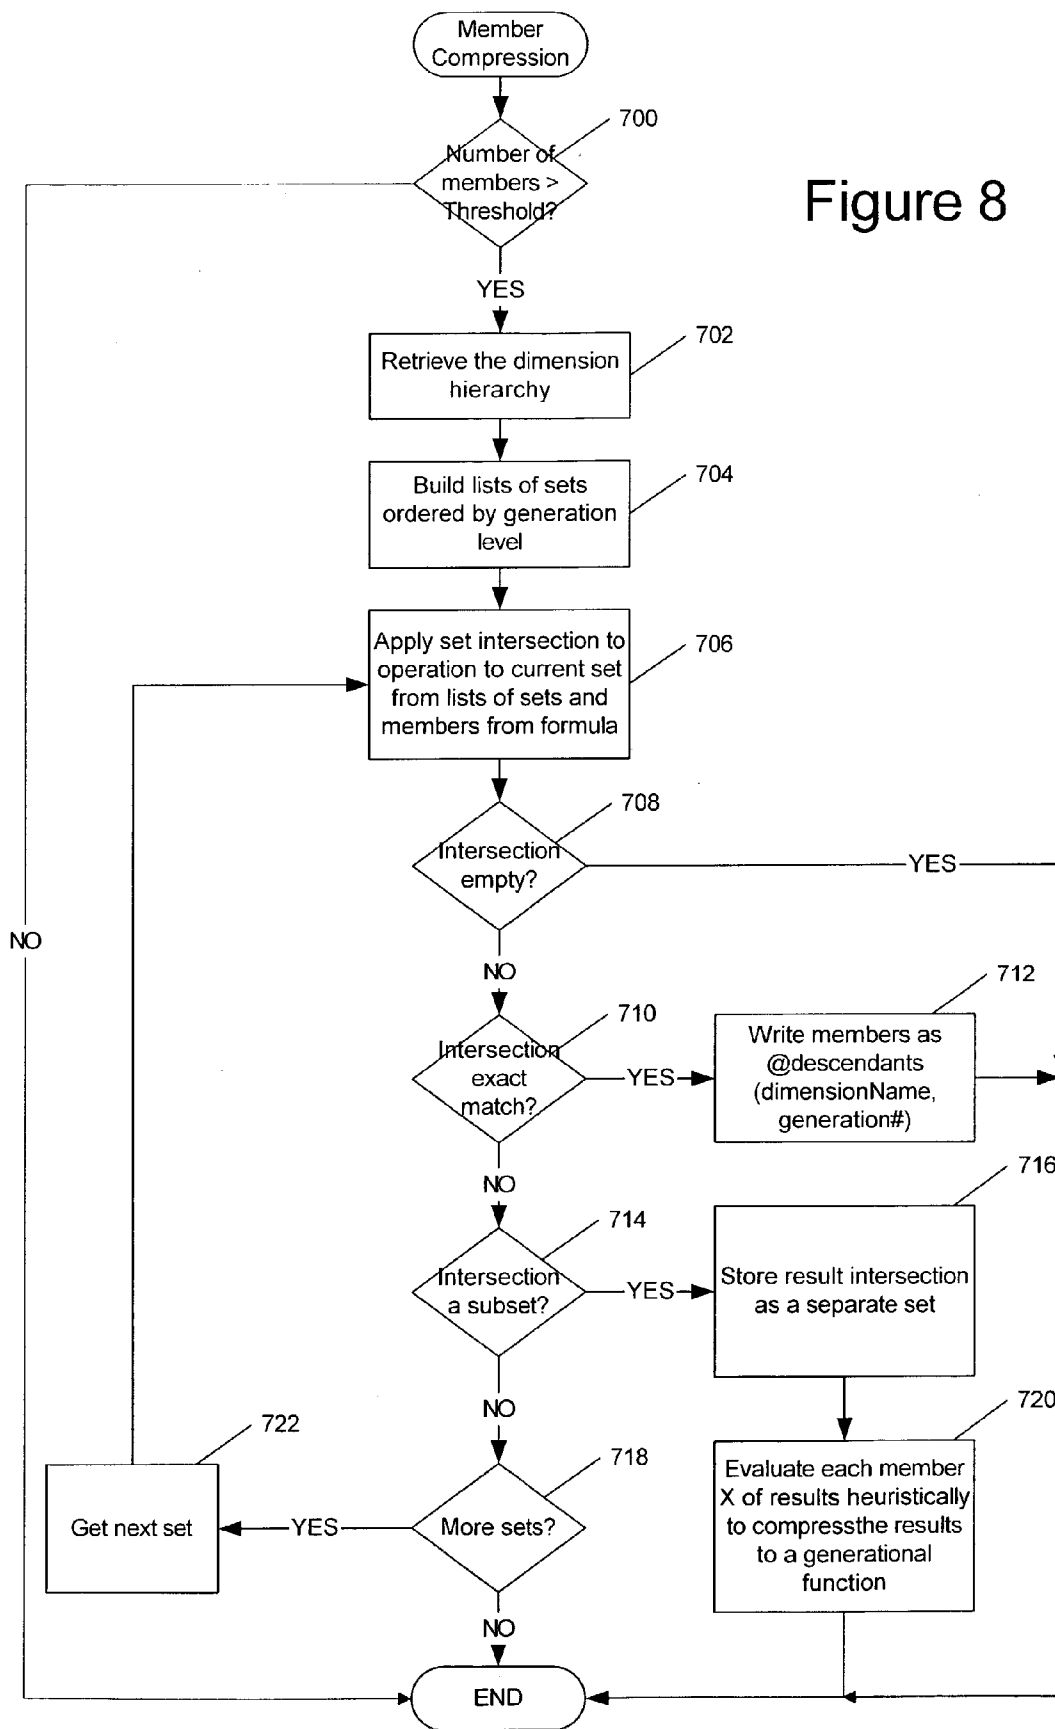 Member
Compression
700
Number of
members >
Threshold?
Figure 8
YES
702
Retrieve the dimension
hierarchy
704
Build lists of sets
ordered by generation
level
706
Apply set intersection to
operation to current set
from lists of sets and
members from formula
708
Intersection
empty?
YES
NO
NO
710
Intersection
exact
match?
YES
712
Write members as
@descendants
(dimensionName,
generation#)
NO
714
Intersection
a subset?
YES
716
Store result intersection
as a separate set
NO
722
Get next set
YES
718
More sets?
720
Evaluate each member
X of results heuristically
to compressthe results
to a generational
function
NO
END